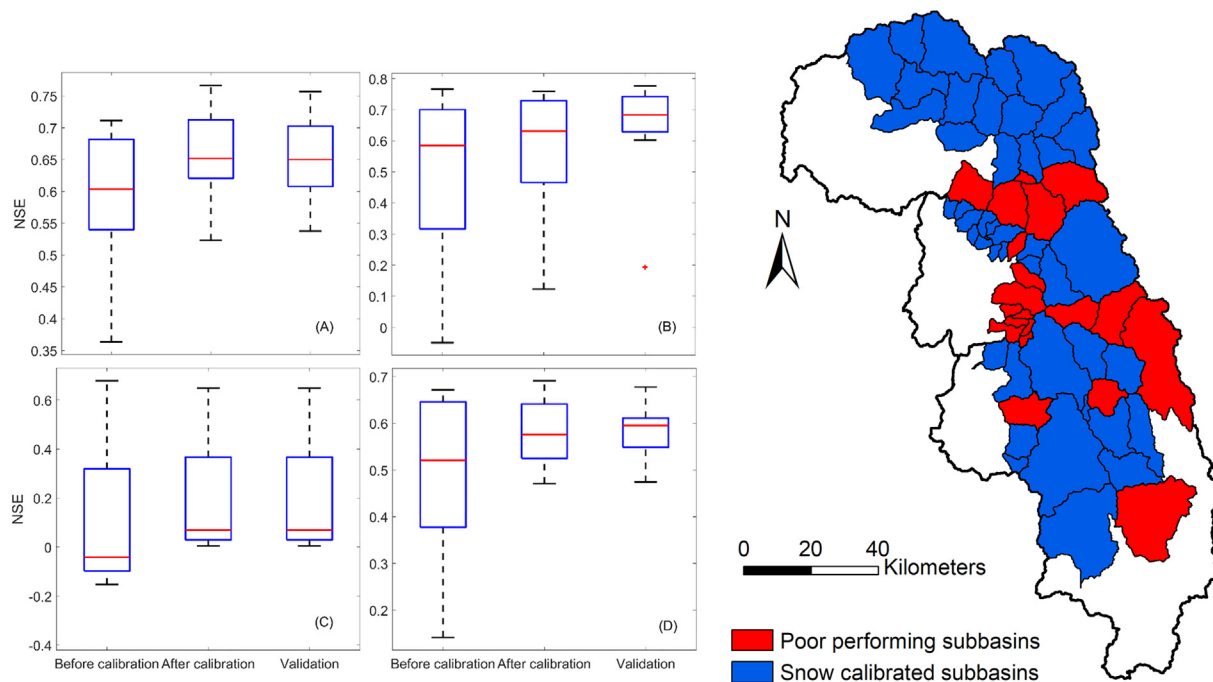 NSE
0.75
0.7
0.65
0.6
0.55
0.5
0.45
0.4
0.35
(A)
0.8
0.7
0.6
0.5
0.4
0.3
0.2
0.1
0
(B)
NSE
0.6
0.4
0.2
0
-0.2
-0.4
(C)
Before calibration After calibration Validation
0.7
0.6
0.5
0.4
0.3
0.2
(D)
Before calibration After calibration Validation
N
0 20 40
Kilometers
Poor performing subbasins
Snow calibrated subbasins